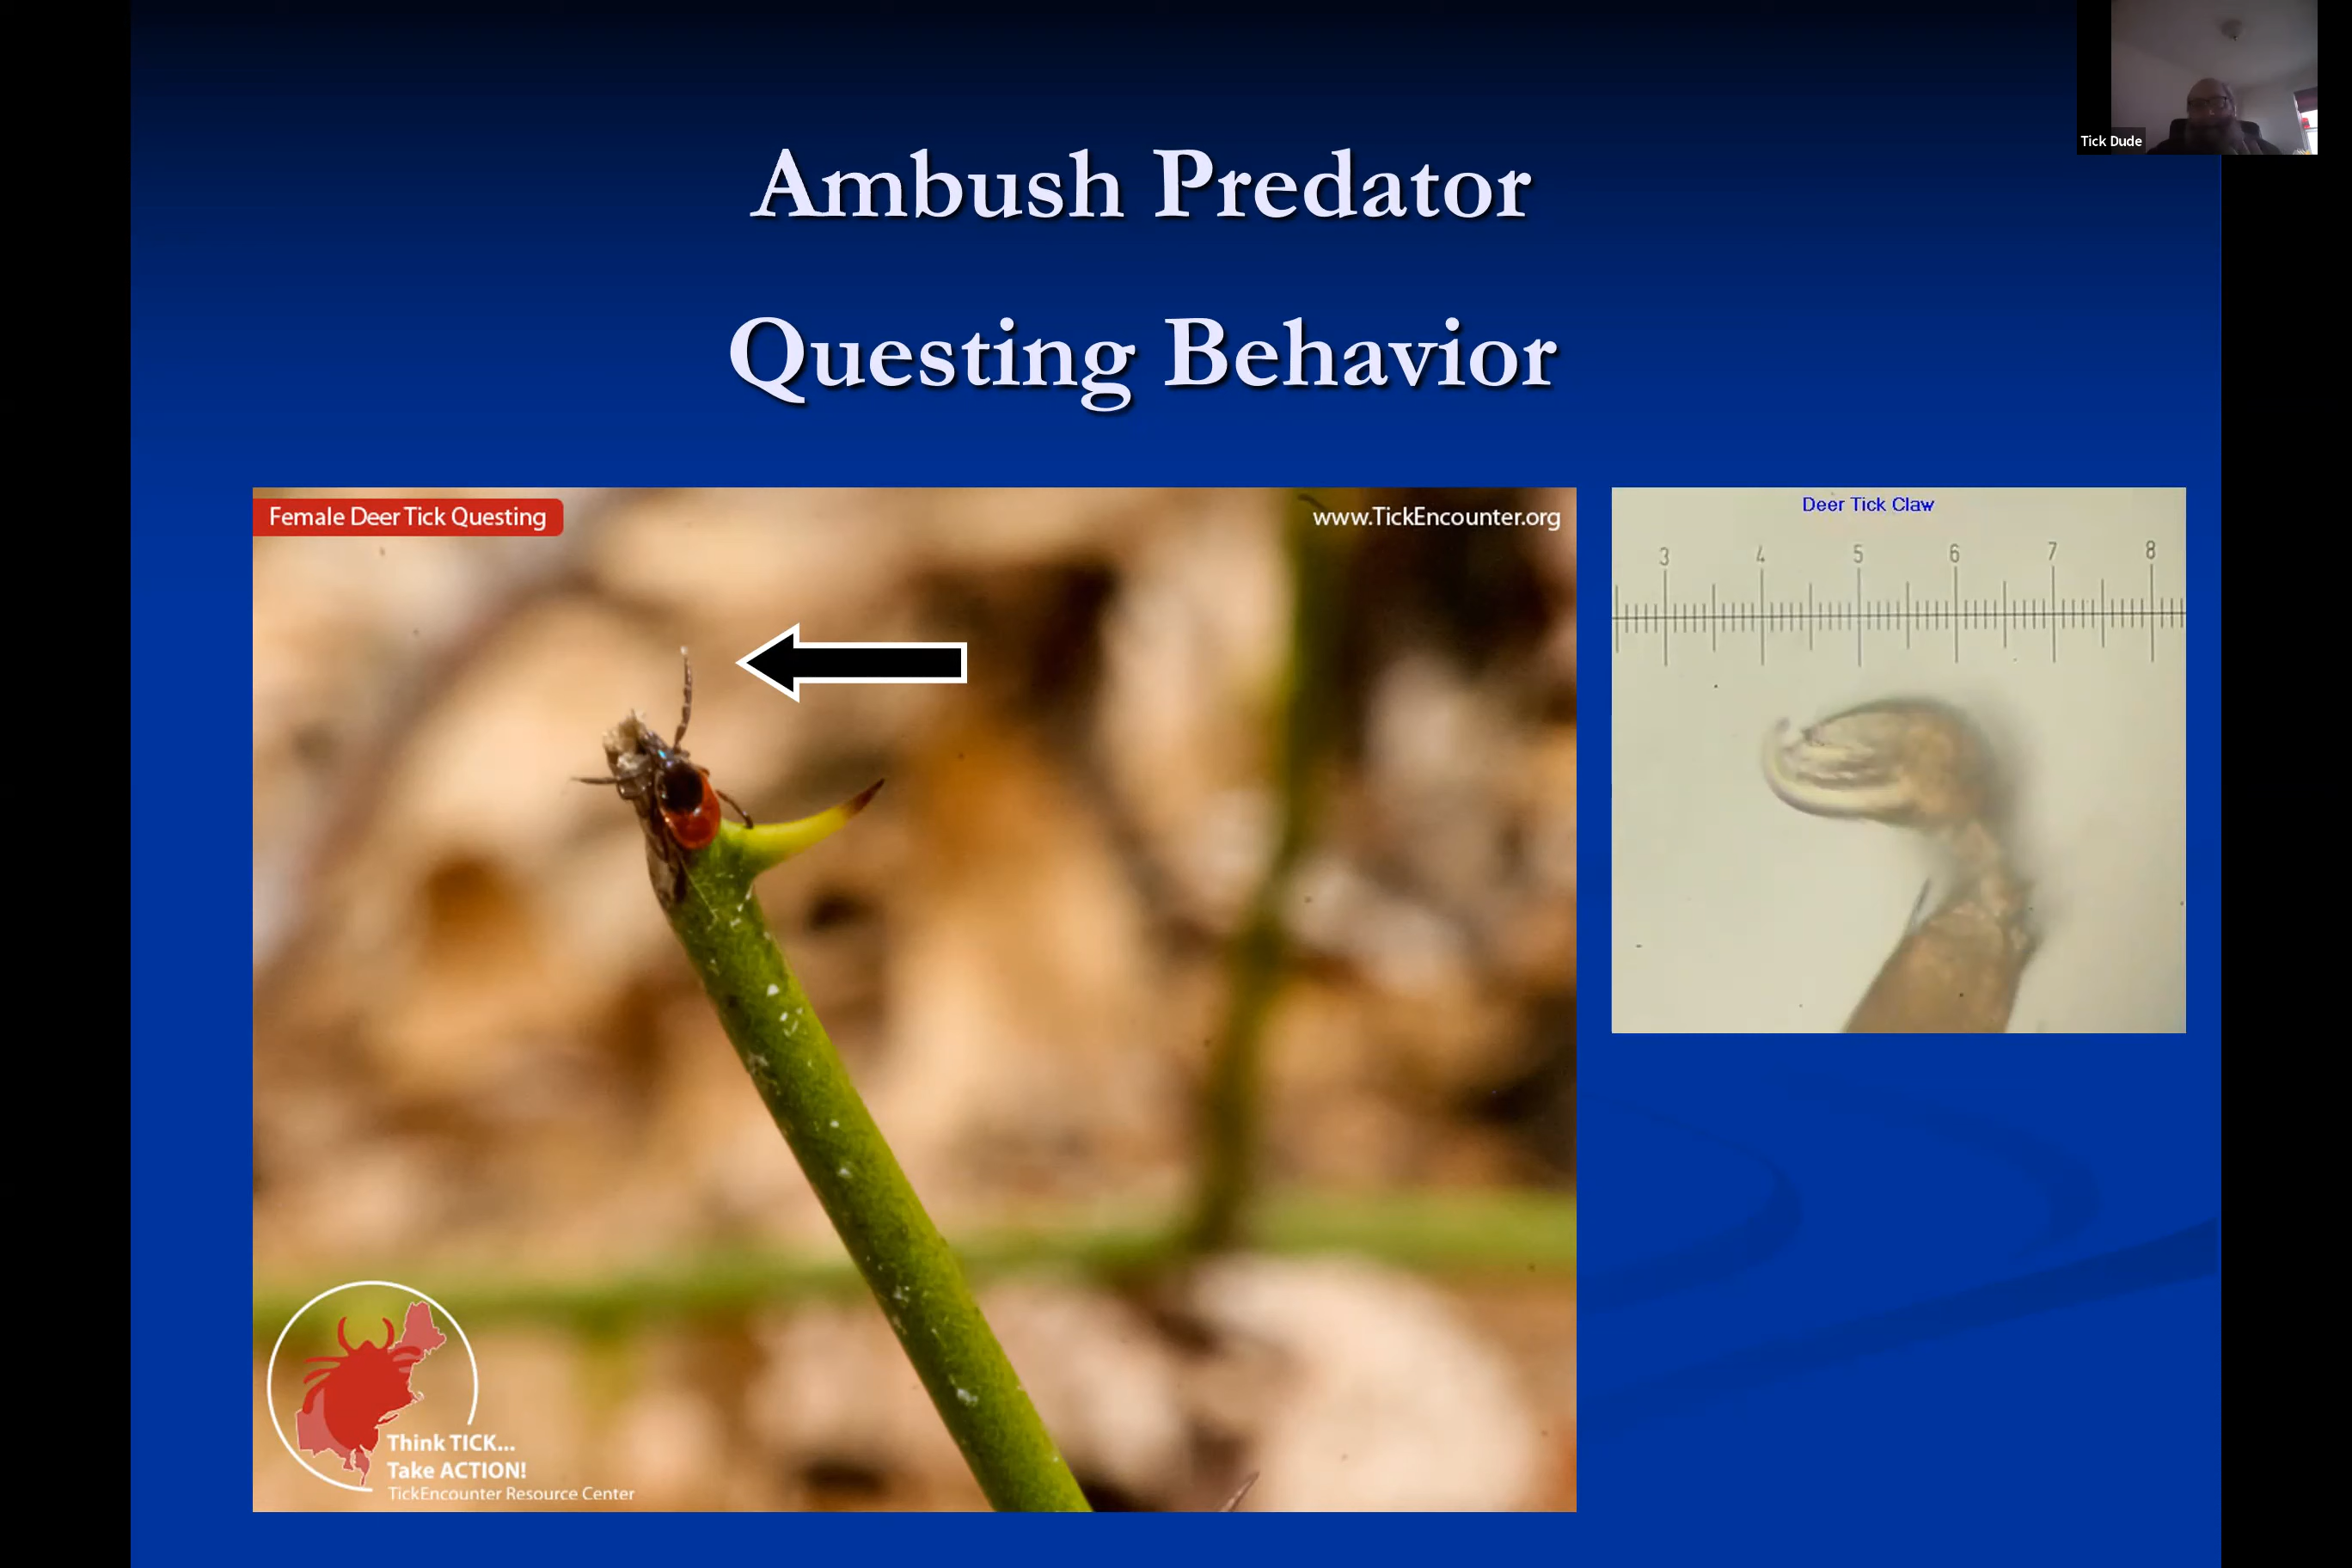 Tick Dude
Ambush Predator
Questing Behavior
Female Deer Tick Questing
www.TickEncounter.org
Deer Tick Claw
3 4 5 6 7 8
Think TICK...
Take ACTION!
TickEncounter Resource Center